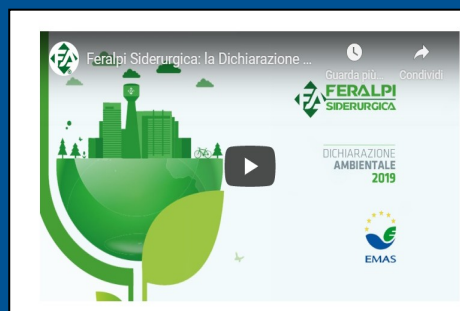 Feralpi Siderurgica: la Dichiarazione ...
Guarda più...
Condividi
FERALPI
SIDERURGICA
DICHIARAZIONE
AMBIENTALE
2019
EMAS